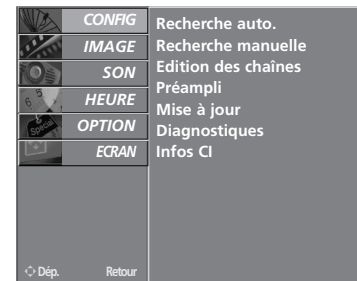 CONFIG
IMAGE
SON
HEURE
OPTION
ECRAN
Recherche auto.
Recherche manuelle
Edition des chaînes
Préampli
Mise à jour
Diagnostiques
Infos CI
Dép. Retour
Special